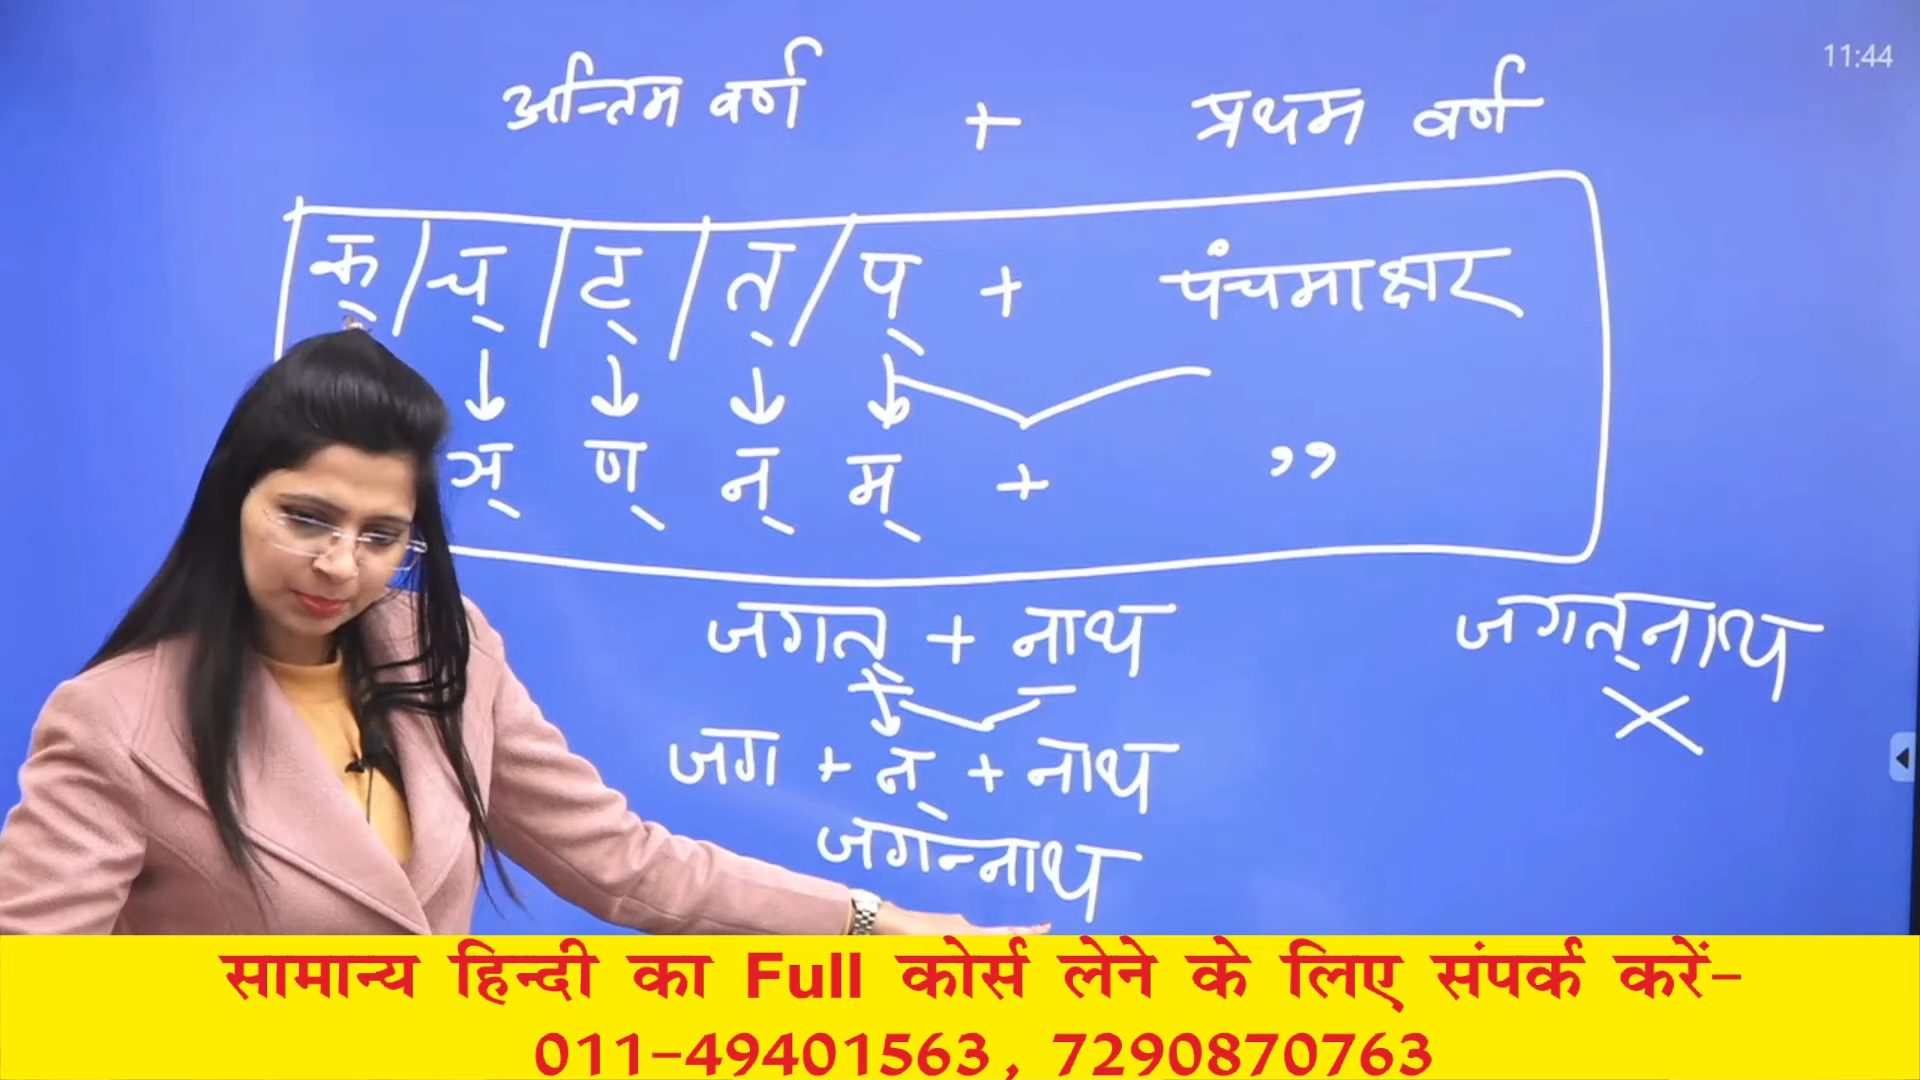 11:44
अन्तिम वर्ण + प्रथम वर्ण
क् / च् / ट् / त् / प् + पंचमाक्षर
ञ् ण् न् म् + ”
जगत् + नाथ जगत्नाथ
जग + न् + नाथ
जगन्नाथ
सामान्य हिन्दी का Full कोर्स लेने के लिए संपर्क करें-
011-49401563, 7290870763